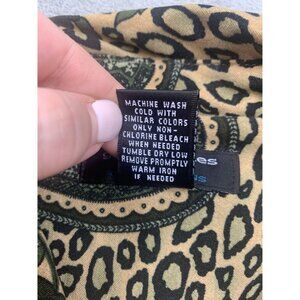 MACHINE WASH
COLD WITH
SIMILAR COLORS
ONLY NON-
CHLORINE BLEACH
WHEN NEEDED
TUMBLE DRY LOW
REMOVE PROMPTLY
WARM IRON
IF NEEDED